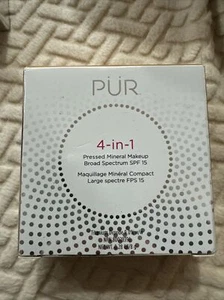 PÜR
4-in-1
Pressed Mineral Makeup
Broad Spectrum SPF 15
Maquillage Minéral Compact
Large spectre FPS 15